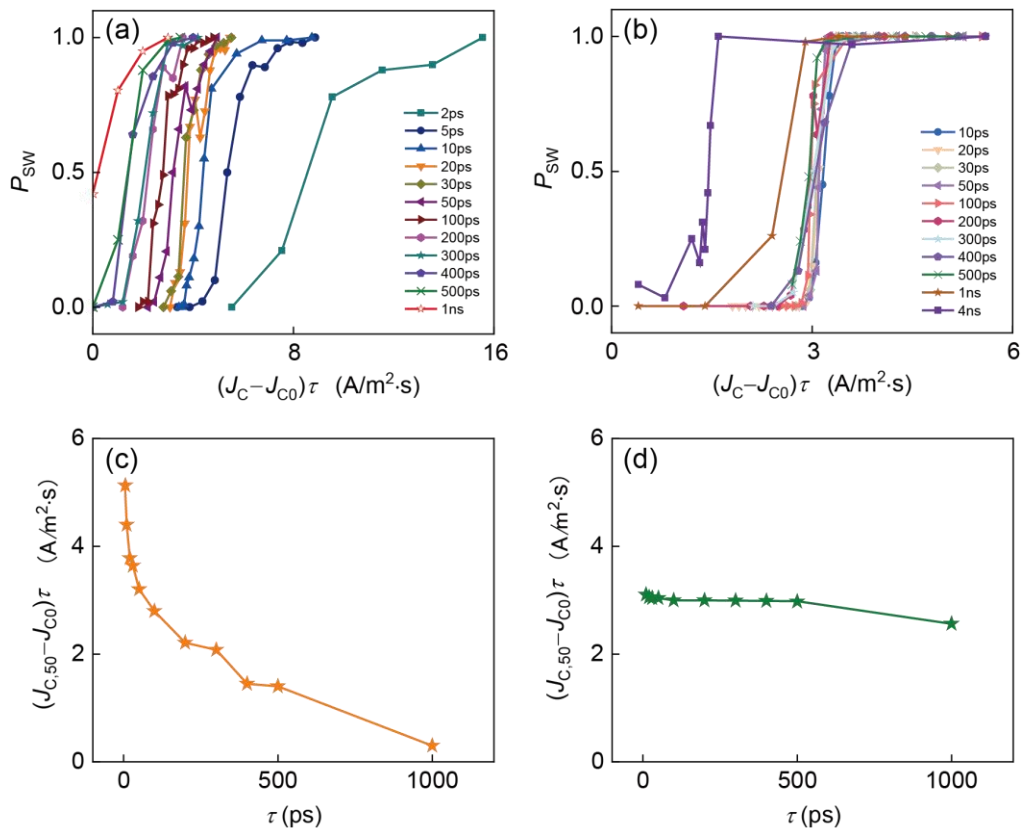 (a)
1.0
0.5
0.0
P_SW
2ps
5ps
10ps
20ps
30ps
50ps
100ps
200ps
300ps
400ps
500ps
1ns
0 8 16
(J_C−J_C0)τ (A/m²·s)
(b)
1.0
0.5
0.0
P_SW
10ps
20ps
30ps
50ps
100ps
200ps
300ps
400ps
500ps
1ns
4ns
0 3 6
(J_C−J_C0)τ (A/m²·s)
(c)
6
4
2
0
(J_C,50−J_C0)τ (A/m²·s)
0 500 1000
τ (ps)
(d)
6
4
2
0
(J_C,50−J_C0)τ (A/m²·s)
0 500 1000
τ (ps)